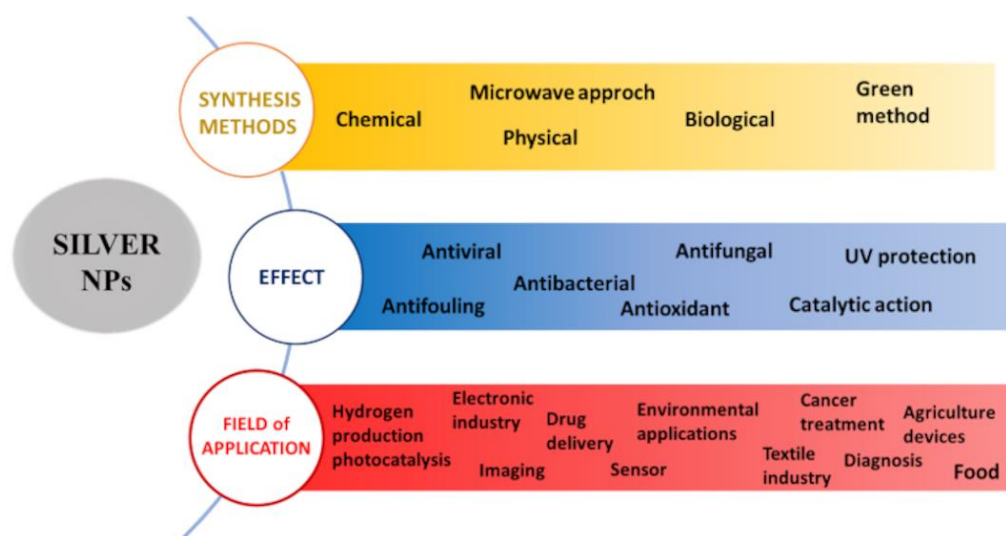 SILVER
NPs
SYNTHESIS
METHODS
Chemical
Microwave approch
Physical
Biological
Green
method
EFFECT
Antiviral
Antifouling
Antibacterial
Antifungal
Antioxidant
UV protection
Catalytic action
FIELD of
APPLICATION
Hydrogen
production
photocatalysis
Electronic
industry
Imaging
Drug
delivery
Sensor
Environmental
applications
Textile
industry
Cancer
treatment
Diagnosis
Agriculture
devices
Food